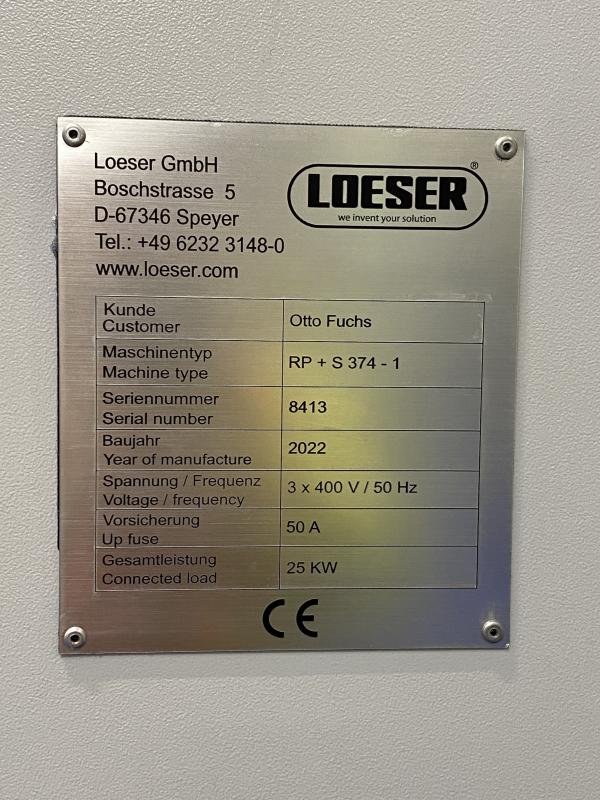 Loeser GmbH
Boschstrasse 5
D-67346 Speyer
Tel.: +49 6232 3148-0
www.loeser.com
LOESER ®
we invent your solution
Kunde
Customer
Otto Fuchs
Maschinentyp
Machine type
RP + S 374 - 1
Seriennummer
Serial number
8413
Baujahr
Year of manufacture
2022
Spannung / Frequenz
Voltage / frequency
3 x 400 V / 50 Hz
Vorsicherung
Up fuse
50 A
Gesamtleistung
Connected load
25 KW
CE